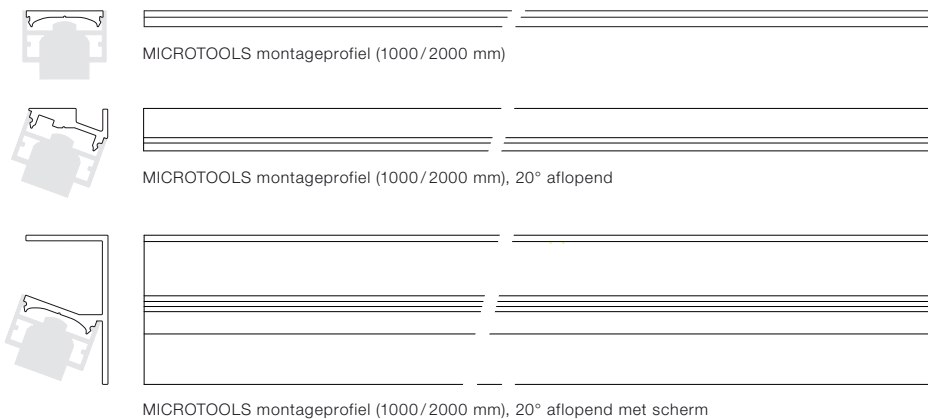 MICROTOOLS montageprofiel (1000/2000 mm)
MICROTOOLS montageprofiel (1000/2000 mm), 20° aflopend
MICROTOOLS montageprofiel (1000/2000 mm), 20° aflopend met scherm